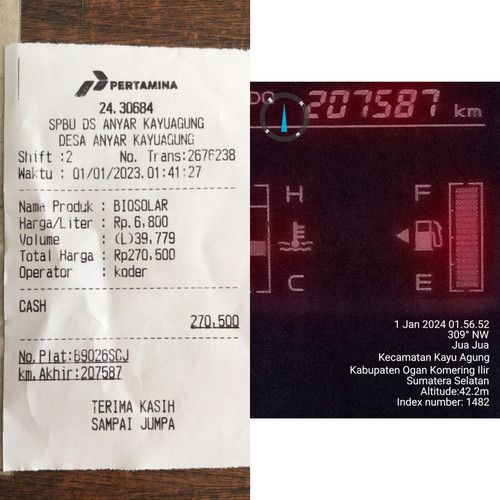 PERTAMINA
24.30684
SPBU DS ANYAR KAYUAGUNG
DESA ANYAR KAYUAGUNG
Shift :2 No. Trans:2676238
Waktu : 01/01/2023.01:41:27
Nama Produk : BIOSOLAR
Harga/Liter : Rp.6,800
Volume : (L)39,779
Total Harga : Rp270,500
Operator : koder
CASH
270,500
No.Plat:B9026SCJ
km.Akhir:207587
TERIMA KASIH
SAMPAI JUMPA
207587 km
H F
C E
1 Jan 2024 01.56.52
309° NW
Jua Jua
Kecamatan Kayu Agung
Kabupaten Ogan Komering Ilir
Sumatera Selatan
Altitude:42.2m
Index number: 1482